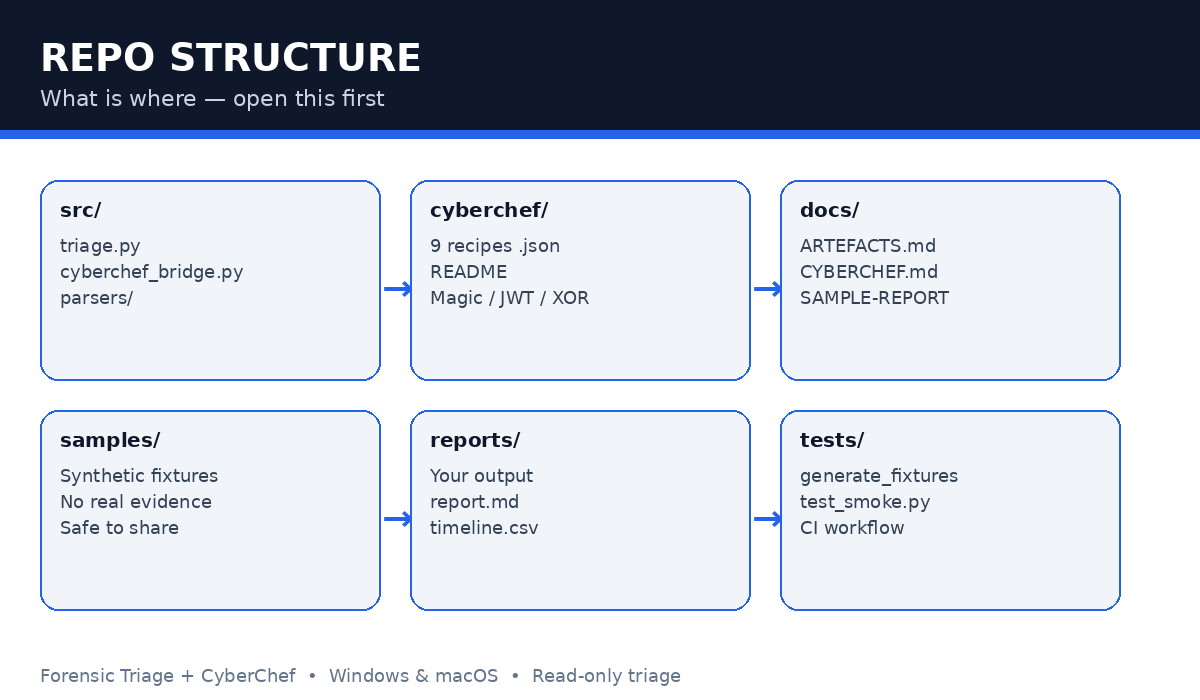 REPO STRUCTURE
What is where — open this first
src/
triage.py
cyberchef_bridge.py
parsers/
→
cyberchef/
9 recipes .json
README
Magic / JWT / XOR
→
docs/
ARTEFACTS.md
CYBERCHEF.md
SAMPLE-REPORT
samples/
Synthetic fixtures
No real evidence
Safe to share
→
reports/
Your output
report.md
timeline.csv
→
tests/
generate_fixtures
test_smoke.py
CI workflow
Forensic Triage + CyberChef • Windows & macOS • Read-only triage